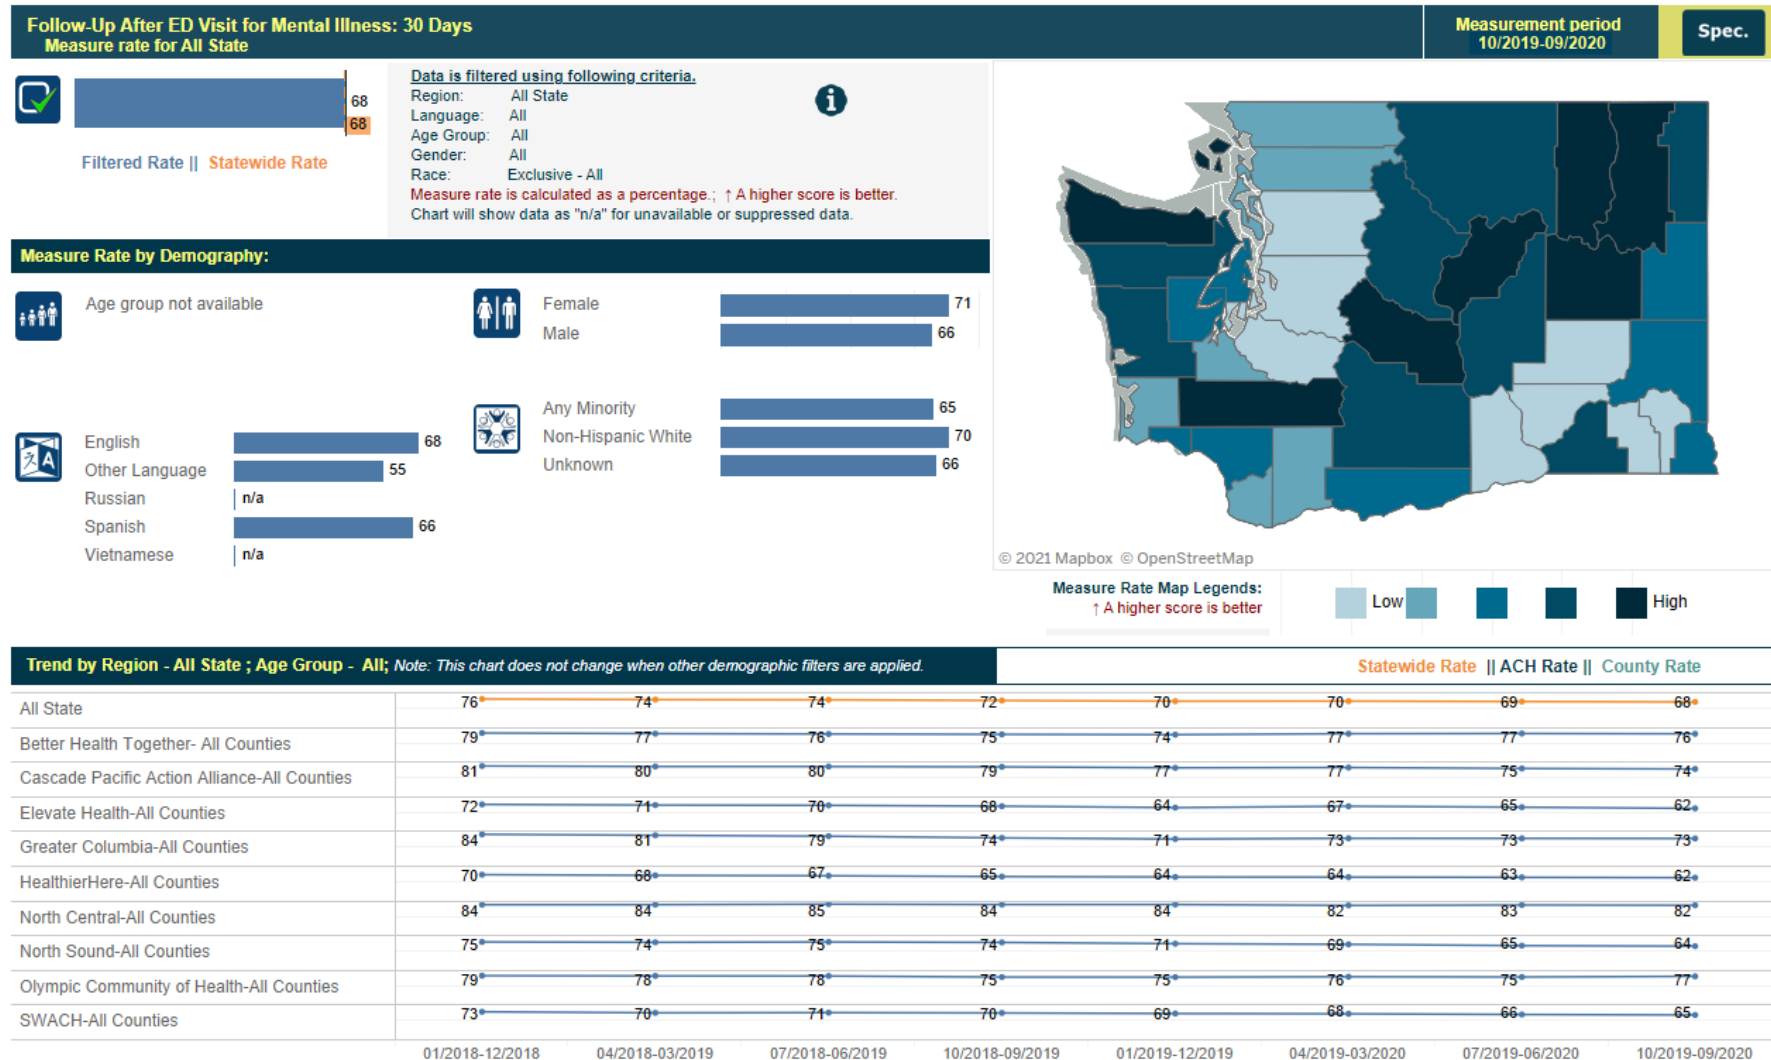 Follow-Up After ED Visit for Mental Illness: 30 Days
Measure rate for All State
Measurement period
10/2019-09/2020
Spec.
68
68
Filtered Rate || Statewide Rate
Data is filtered using following criteria.
Region: All State
Language: All
Age Group: All
Gender: All
Race: Exclusive - All
Measure rate is calculated as a percentage.; ↑ A higher score is better.
Chart will show data as "n/a" for unavailable or suppressed data.
i
Measure Rate by Demography:
Age group not available
Female 71
Male 66
Any Minority 65
Non-Hispanic White 70
Unknown 66
A
English 68
Other Language 55
Russian n/a
Spanish 66
Vietnamese n/a
© 2021 Mapbox © OpenStreetMap
Measure Rate Map Legends:
↑ A higher score is better
Low High
Trend by Region - All State ; Age Group - All; Note: This chart does not change when other demographic filters are applied.
Statewide Rate || ACH Rate || County Rate
All State 76 74 74 72 70 70 69 68
Better Health Together- All Counties 79 77 76 75 74 77 77 76
Cascade Pacific Action Alliance-All Counties 81 80 80 79 77 77 75 74
Elevate Health-All Counties 72 71 70 68 64 67 65 62
Greater Columbia-All Counties 84 81 79 74 71 73 73 73
HealthierHere-All Counties 70 68 67 65 64 64 63 62
North Central-All Counties 84 84 85 84 84 82 83 82
North Sound-All Counties 75 74 75 74 71 69 65 64
Olympic Community of Health-All Counties 79 78 78 75 75 76 75 77
SWACH-All Counties 73 70 71 70 69 68 66 65
01/2018-12/2018 04/2018-03/2019 07/2018-06/2019 10/2018-09/2019 01/2019-12/2019 04/2019-03/2020 07/2019-06/2020 10/2019-09/2020